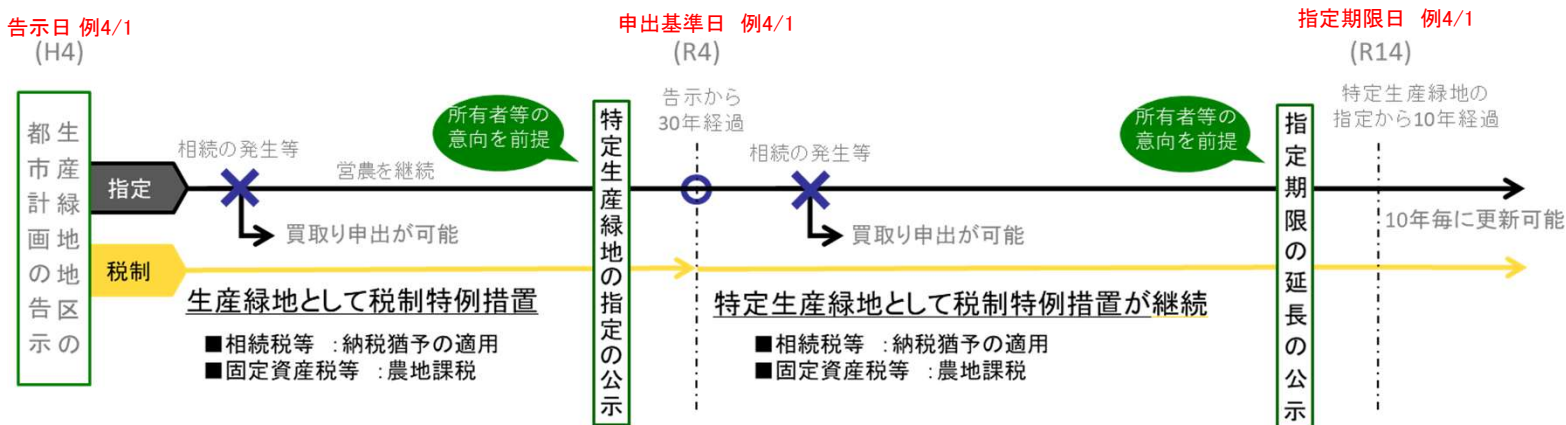 告示日 例4/1
(H4)
申出基準日 例4/1
(R4)
指定期限日 例4/1
(R14)
生産緑地地区の
都市計画の告示
指定
税制
相続の発生等
営農を継続
買取り申出が可能
所有者等の
意向を前提
特定生産緑地の指定の公示
告示から
30年経過
相続の発生等
買取り申出が可能
所有者等の
意向を前提
指定期限の延長の公示
特定生産緑地の
指定から10年経過
10年毎に更新可能
生産緑地として税制特例措置
■相続税等 :納税猶予の適用
■固定資産税等 :農地課税
特定生産緑地として税制特例措置が継続
■相続税等 :納税猶予の適用
■固定資産税等 :農地課税